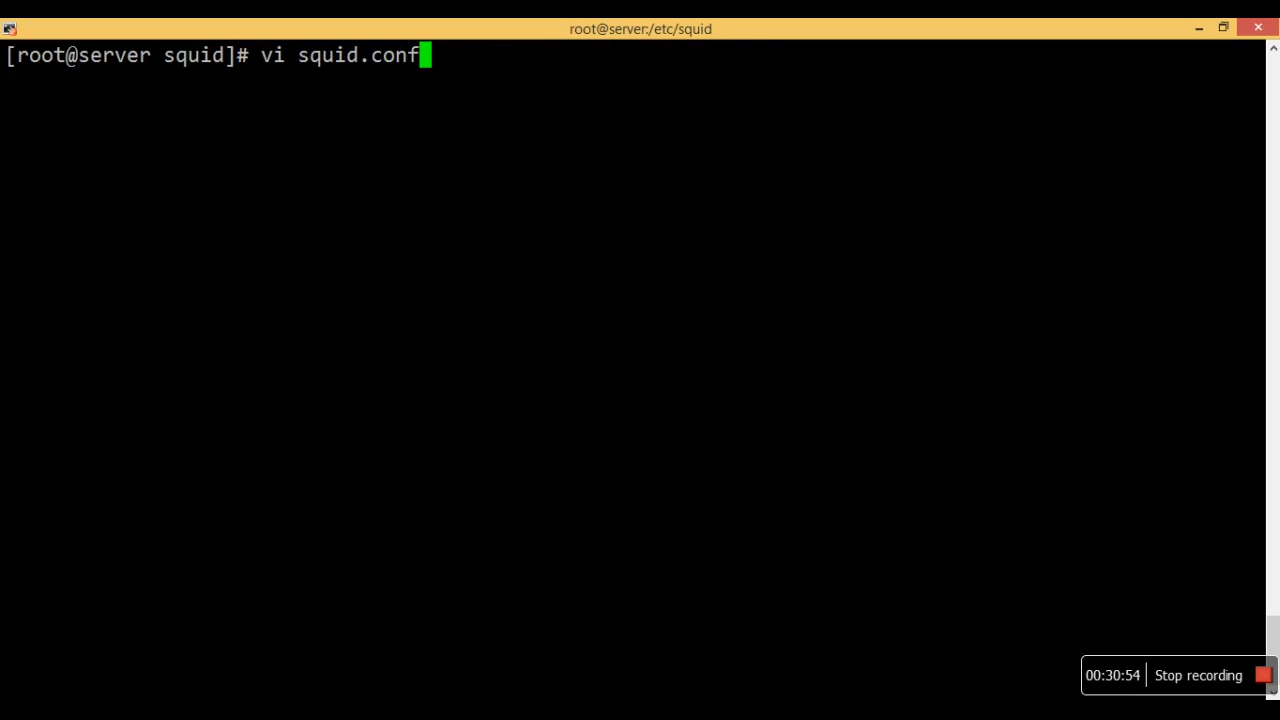 root@server:/etc/squid
[root@server squid]# vi squid.conf
00:30:54 Stop recording